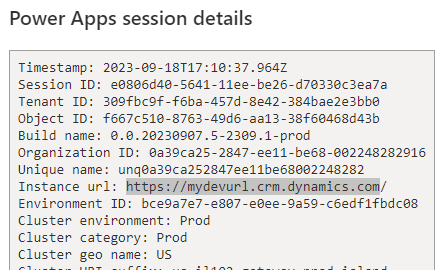 Power Apps session details
Timestamp: 2023-09-18T17:10:37.964Z
Session ID: e0806d40-5641-11ee-be26-d70330c3ea7a
Tenant ID: 309fbc9f-f6ba-457d-8e42-384bae2e3bb0
Object ID: f667c510-8763-49d6-aa13-38f60468d43b
Build name: 0.0.20230907.5-2309.1-prod
Organization ID: 0a39ca25-2847-ee11-be68-002248282916
Unique name: unq0a39ca252847ee11be68002248282
Instance url: https://mydevurl.crm.dynamics.com/
Environment ID: bce9a7e7-e807-e0ee-9a59-c6edf1fbdc08
Cluster environment: Prod
Cluster category: Prod
Cluster geo name: US